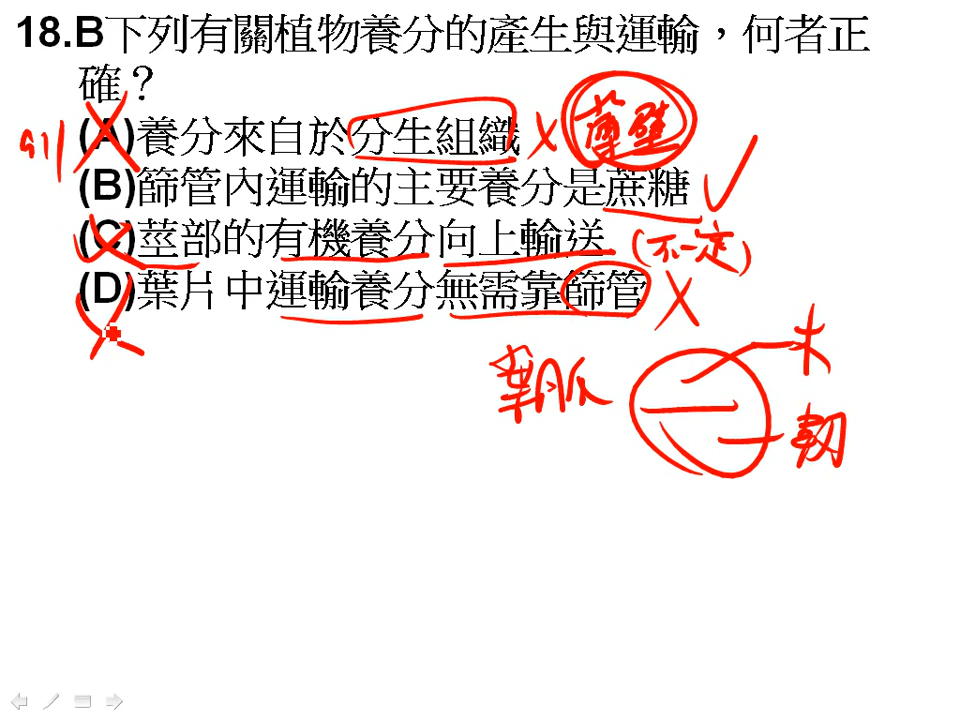 18.B下列有關植物養分的產生與運輸，何者正
確？
(A)養分來自於分生組織 薄壁
(B)篩管內運輸的主要養分是蔗糖
(C)莖部的有機養分向上輸送 (不一定)
(D)葉片中運輸養分無需靠篩管
木
葉脈
韌